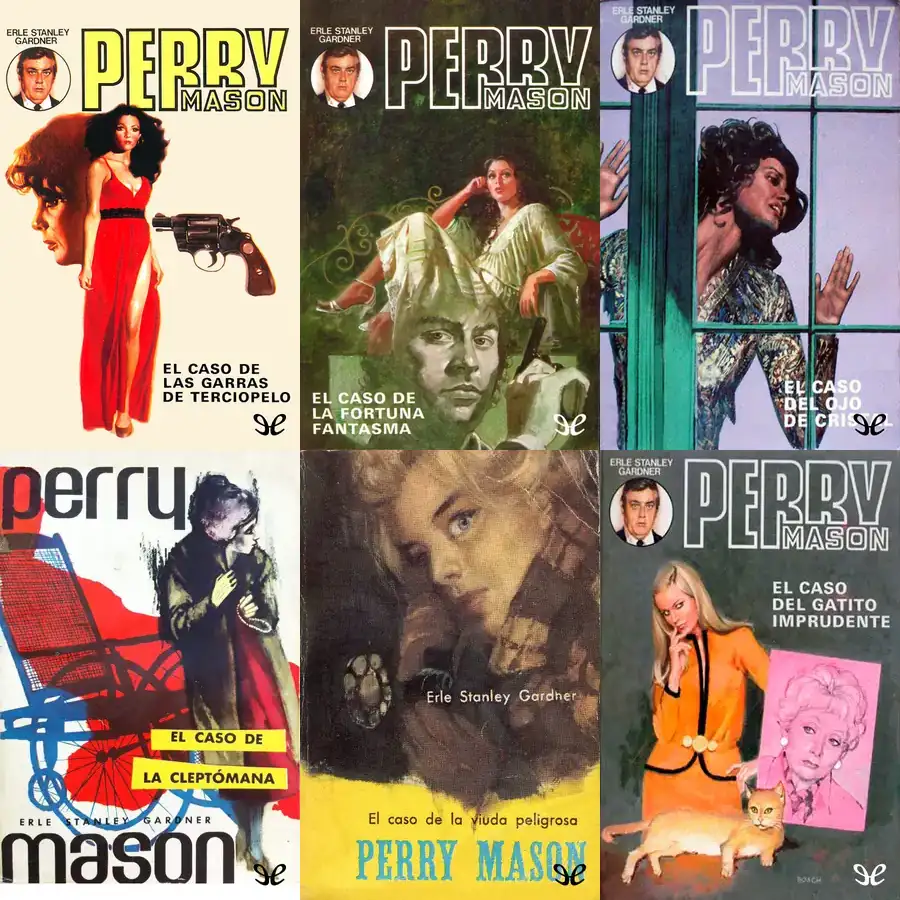 ERLE STANLEY
GARDNER
PERRY
MASON
EL CASO DE
LAS GARRAS
DE TERCIOPELO
ERLE STANLEY
GARDNER
PERRY
MASON
EL CASO DE
LA FORTUNA
FANTASMA
ERLE STANLEY
GARDNER
PERRY
MASON
EL CASO
DEL OJO
DE CRISTAL
perry
EL CASO DE
LA CLEPTÓMANA
ERLE STANLEY GARDNER
mason
Erle Stanley Gardner
El caso de la viuda peligrosa
PERRY MASON
ERLE STANLEY
GARDNER
PERRY
MASON
EL CASO
DEL GATITO
IMPRUDENTE
BOSCH